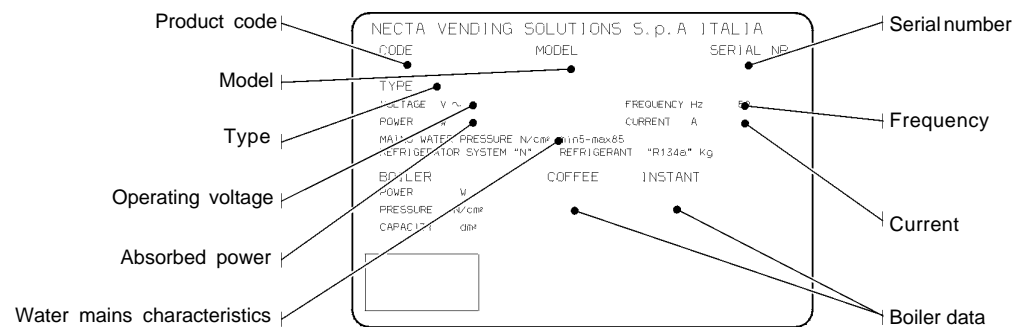 Product code
NECTA VENDING SOLUTIONS S.p.A ITALIA
Serial number
CODE MODEL SERIAL NR
Model
TYPE
VOLTAGE V ~ FREQUENCY Hz 50
Frequency
POWER W CURRENT A
Type
MAINS WATER PRESSURE N/cm² min5-max85
REFRIGERATOR SYSTEM "N" REFRIGERANT "R134a" Kg
BOILER COFFEE INSTANT
Operating voltage
POWER W
PRESSURE N/cm²
Current
CAPACITY dm³
Absorbed power
Water mains characteristics
Boiler data